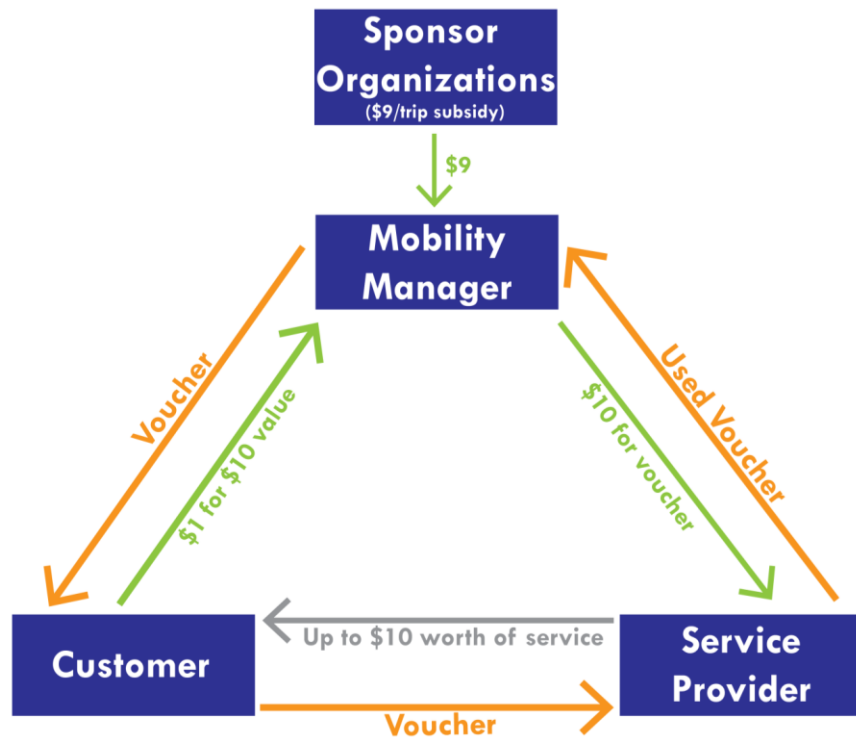 Sponsor
Organizations
($9/trip subsidy)
$9
Mobility
Manager
Voucher
$1 for $10 value
$10 for voucher
Used Voucher
Customer
Up to $10 worth of service
Service
Provider
Voucher